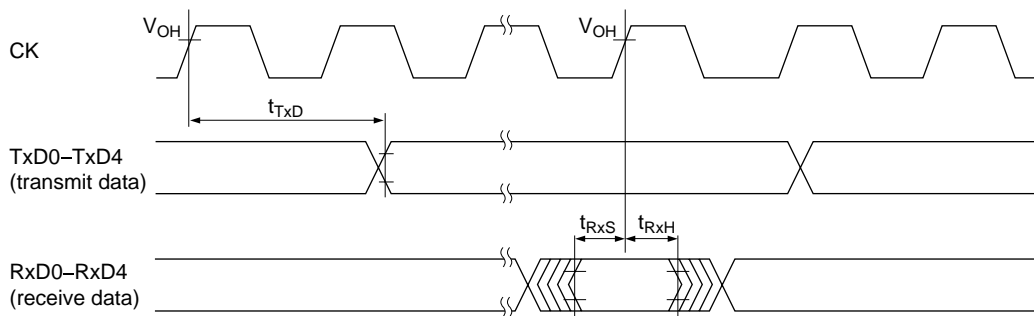 V_OH
V_OH
CK
t_TxD
TxD0–TxD4
(transmit data)
t_RxS
t_RxH
RxD0–RxD4
(receive data)